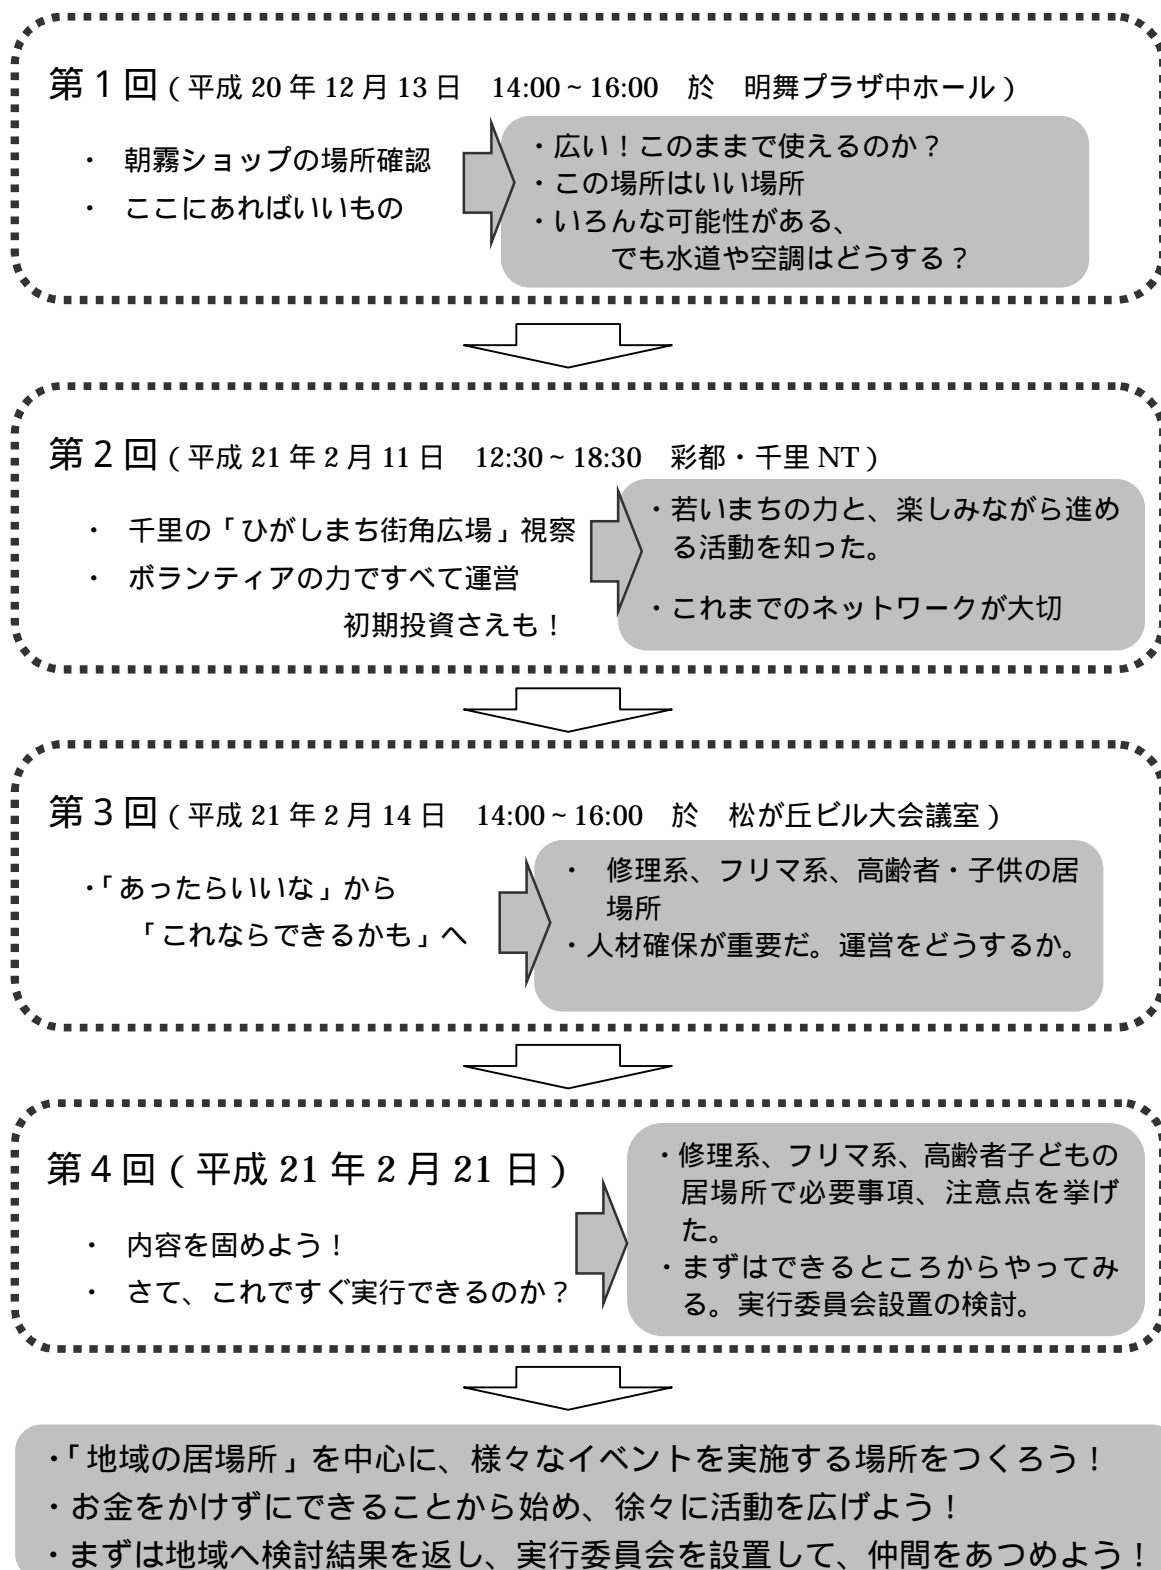 第１回（平成 20 年 12 月 13 日　14:00～16:00　於　明舞プラザ中ホール）
・　朝霧ショップの場所確認
・　ここにあればいいもの
・広い！このままで使えるのか？
・この場所はいい場所
・いろんな可能性がある、
でも水道や空調はどうする？
第２回（平成 21 年 2 月 11 日　12:30～18:30　彩都・千里 NT）
・　千里の「ひがしまち街角広場」視察
・　ボランティアの力ですべて運営
初期投資さえも！
・若いまちの力と、楽しみながら進め
る活動を知った。
・これまでのネットワークが大切
第３回（平成 21 年 2 月 14 日　14:00～16:00　於　松が丘ビル大会議室）
・「あったらいいな」から
「これならできるかも」へ
・　修理系、フリマ系、高齢者・子供の居
場所
・人材確保が重要だ。運営をどうするか。
第４回（平成 21 年 2 月 21 日）
・　内容を固めよう！
・　さて、これですぐ実行できるのか？
・修理系、フリマ系、高齢者子どもの
居場所で必要事項、注意点を挙げ
た。
・まずはできるところからやってみ
る。実行委員会設置の検討。
・「地域の居場所」を中心に、様々なイベントを実施する場所をつくろう！
・お金をかけずにできることから始め、徐々に活動を広げよう！
・まずは地域へ検討結果を返し、実行委員会を設置して、仲間をあつめよう！